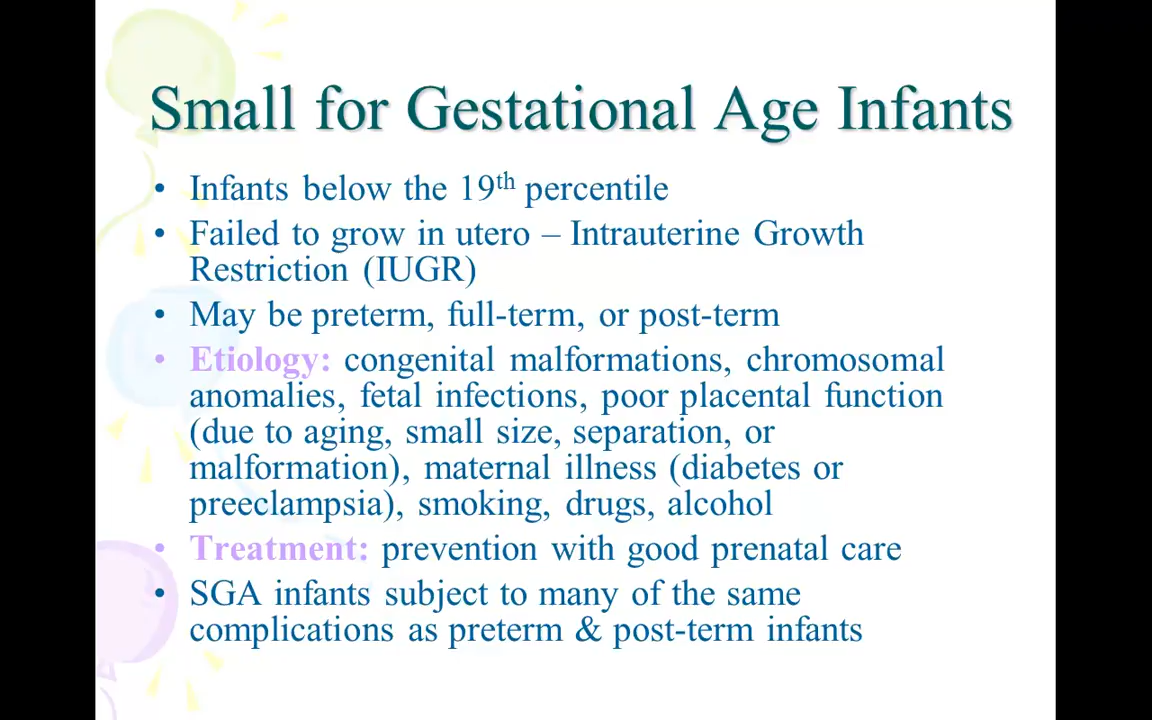 Small for Gestational Age Infants
• Infants below the 19th percentile
• Failed to grow in utero – Intrauterine Growth
Restriction (IUGR)
• May be preterm, full-term, or post-term
• Etiology: congenital malformations, chromosomal
anomalies, fetal infections, poor placental function
(due to aging, small size, separation, or
malformation), maternal illness (diabetes or
preeclampsia), smoking, drugs, alcohol
• Treatment: prevention with good prenatal care
• SGA infants subject to many of the same
complications as preterm & post-term infants